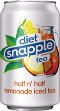 diet
snapple
tea
half n' half
lemonade iced tea